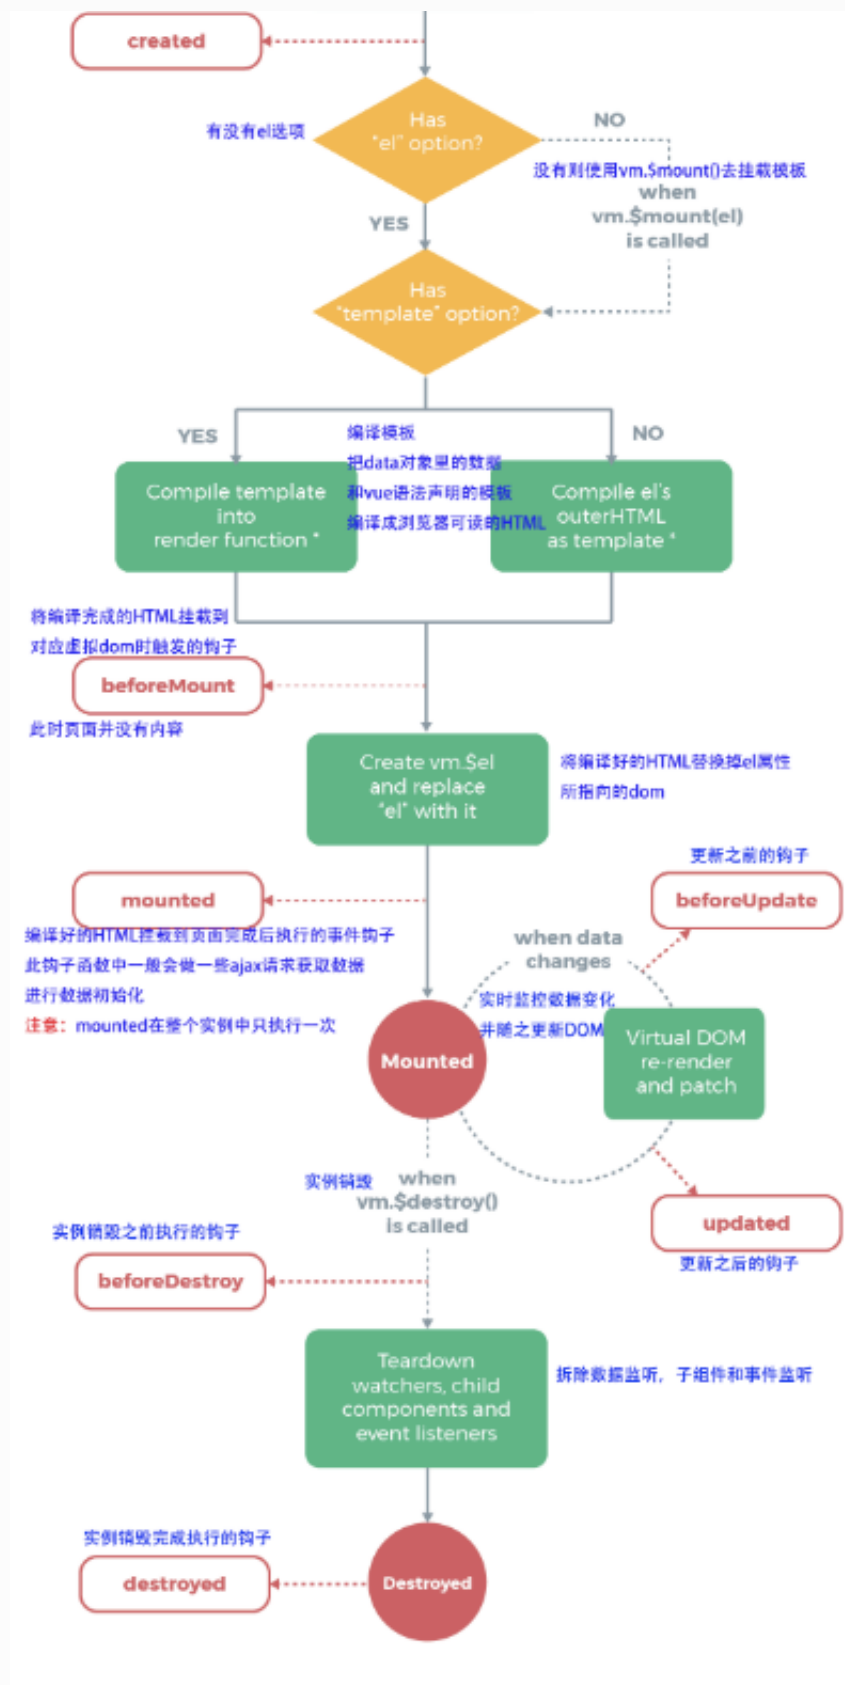 created
Has
"el" option?
有没有el选项
NO
没有则使用vm.$mount()去挂载模板
when
vm.$mount(el)
is called
YES
Has
"template" option?
YES
NO
编译模板
把data对象里的数据
和vue语法声明的模板
编译成浏览器可读的HTML
Compile template
into
render function *
Compile el's
outerHTML
as template *
将编译完成的HTML挂载到
对应虚拟dom时触发的钩子
beforeMount
此时页面并没有内容
Create vm.$el
and replace
"el" with it
将编译好的HTML替换掉el属性
所指向的dom
更新之前的钩子
mounted
beforeUpdate
编译好的HTML挂载到页面完成后执行的事件钩子
此钩子函数中一般会做一些ajax请求获取数据
进行数据初始化
注意：mounted在整个实例中只执行一次
when data
changes
实时监控数据变化
并随之更新DOM
Virtual DOM
re-render
and patch
Mounted
实例销毁
when
vm.$destroy()
is called
updated
更新之后的钩子
实例销毁之前执行的钩子
beforeDestroy
Teardown
watchers, child
components and
event listeners
拆除数据监听，子组件和事件监听
实例销毁完成执行的钩子
destroyed
Destroyed